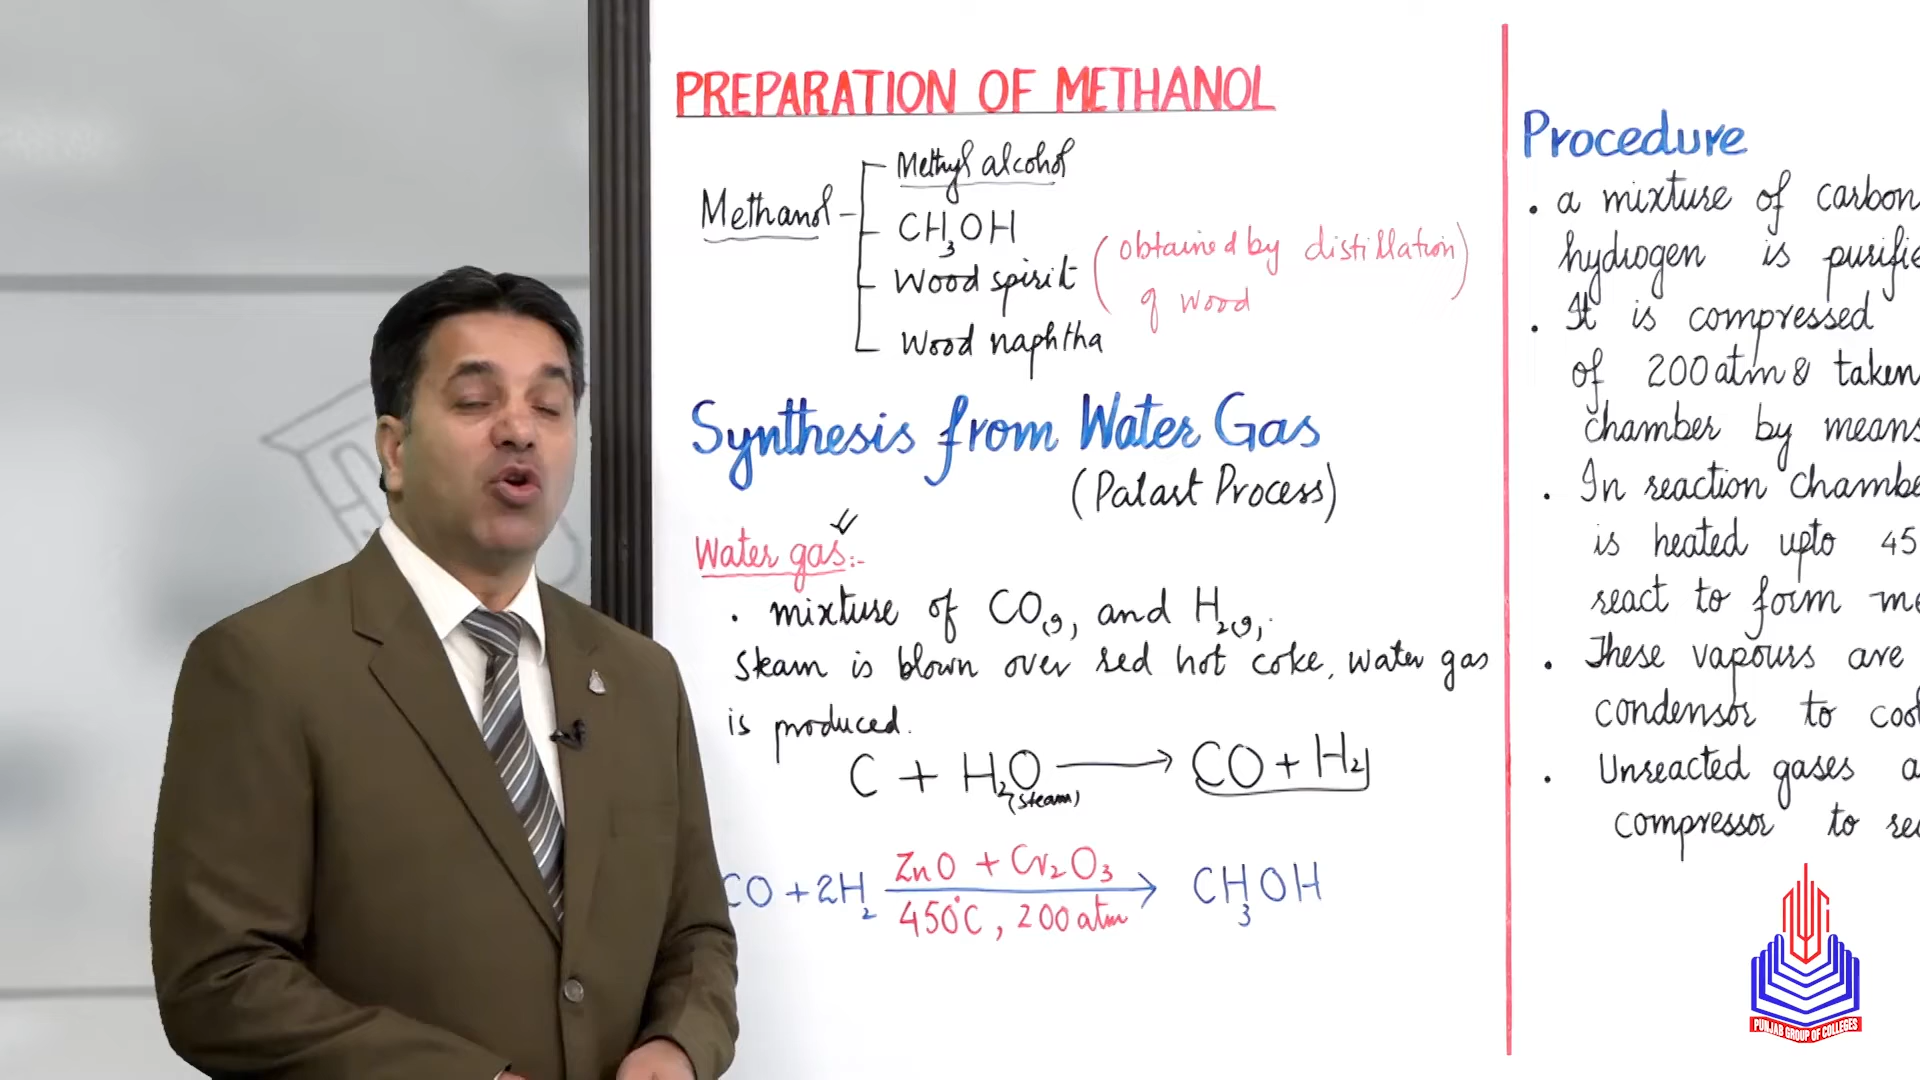 PREPARATION OF METHANOL
Methanol
Methyl alcohol
CH₃OH
Wood spirit (obtained by distillation
of wood)
Wood naphtha
Synthesis from Water Gas
(Patart Process)
Water gas:-
• mixture of CO(g), and H₂(g),.
Steam is blown over red hot coke, water gas
is produced.
C + H₂O (steam) → CO + H₂
CO + 2H₂ ZnO + Cr₂O₃ → CH₃OH
450°C, 200 atm
Procedure
• a mixture of carbon
hydrogen is purifie
• It is compressed
of 200 atm & taken
chamber by means
• In reaction chambe
is heated upto 45
react to form me
• These vapours are
condensor to cool
• Unreacted gases a
compressor to rea
PUNJAB GROUP OF COLLEGES